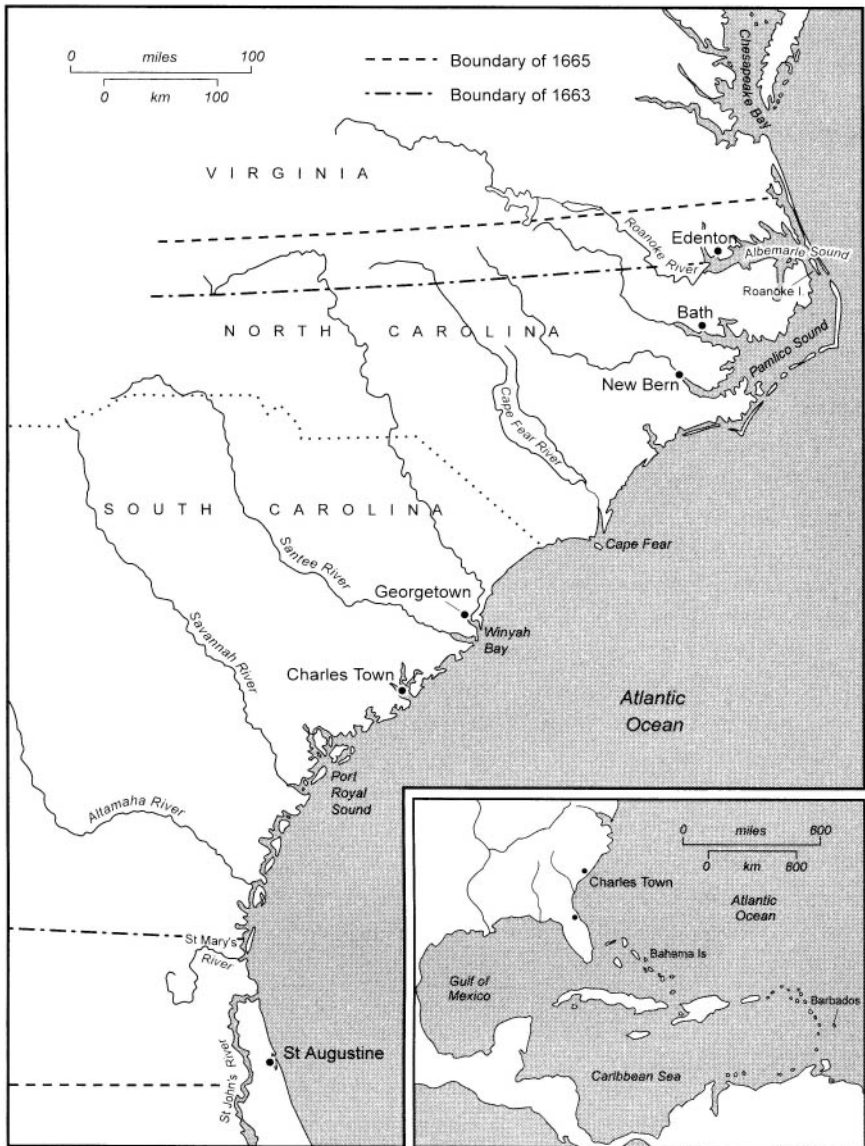 0 miles 100
0 km 100
Boundary of 1665
Boundary of 1663
Chesapeake Bay
VIRGINIA
Roanoke River
Edenton
Albemarle Sound
Roanoke I.
Bath
NORTH CAROLINA
Pamlico Sound
New Bern
Cape Fear River
SOUTH CAROLINA
Cape Fear
Santee River
Georgetown
Winyah
Bay
Savannah River
Charles Town
Atlantic
Ocean
Port
Royal
Sound
Altamaha River
St Mary's
River
St John's River
St Augustine
0 miles 800
0 km 800
Charles Town
Atlantic
Ocean
Bahama Is
Gulf of
Mexico
Barbados
Caribbean Sea